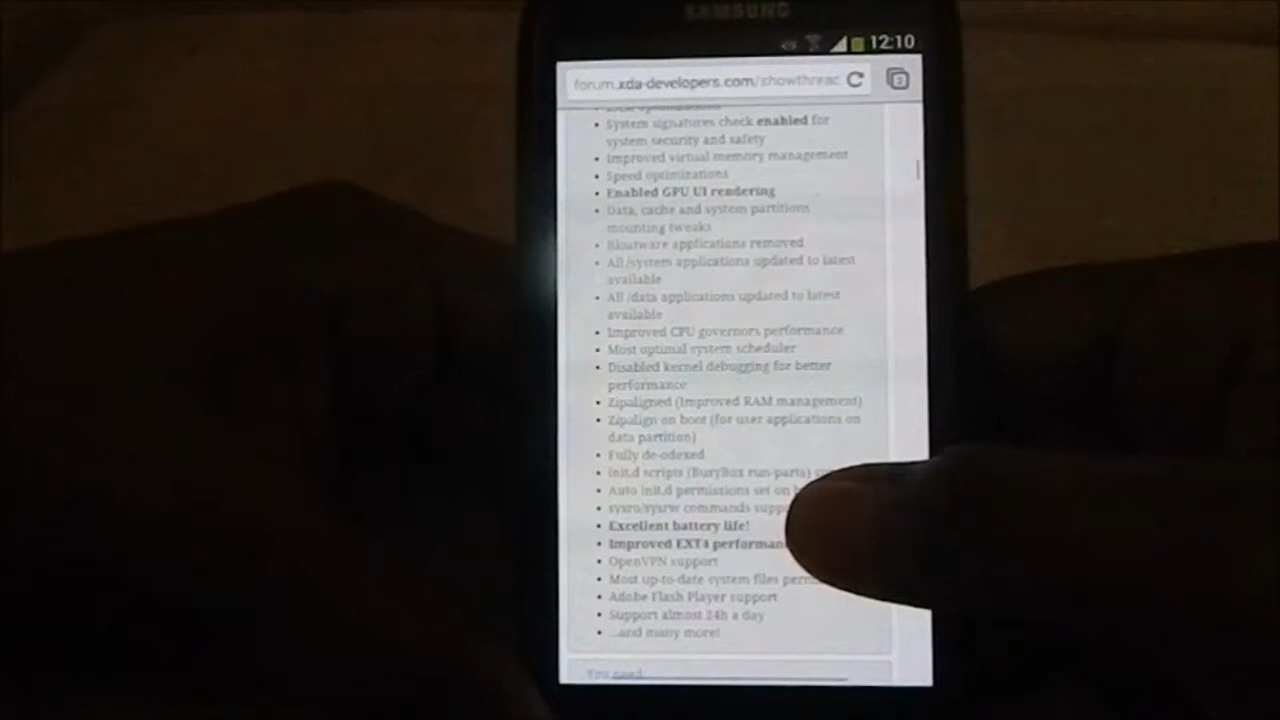 SAMSUNG
12:10
forum.xda-developers.com/showthread
System signatures check enabled for
system security and safety
Improved virtual memory management
Speed optimizations
Enabled GPU UI rendering
Data, cache and system partitions
mounting tweaks
Bloatware applications removed
All /system applications updated to latest
available
All /data applications updated to latest
available
Improved CPU governors performance
Most optimal system scheduler
Disabled kernel debugging for better
performance
Zipaligned (Improved RAM management)
Zipalign on boot (for user applications on
data partition)
Fully de-odexed
init.d scripts (BusyBox run-parts)
Auto init.d permissions set on
sysro/sysrw commands
Excellent battery life!
Improved EXT4
OpenVPN support
Most up-to-date system files
Adobe Flash Player support
Support almost 24h a day
...and many more!
You need